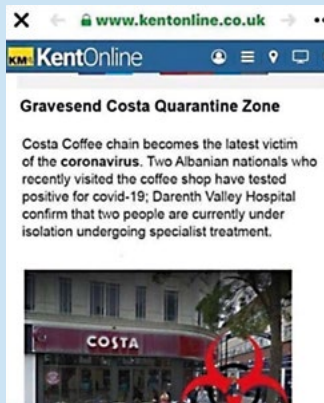 www.kentonline.co.uk
KM KentOnline
Gravesend Costa Quarantine Zone
Costa Coffee chain becomes the latest victim
of the coronavirus. Two Albanian nationals who
recently visited the coffee shop have tested
positive for covid-19; Darenth Valley Hospital
confirm that two people are currently under
isolation undergoing specialist treatment.
COSTA